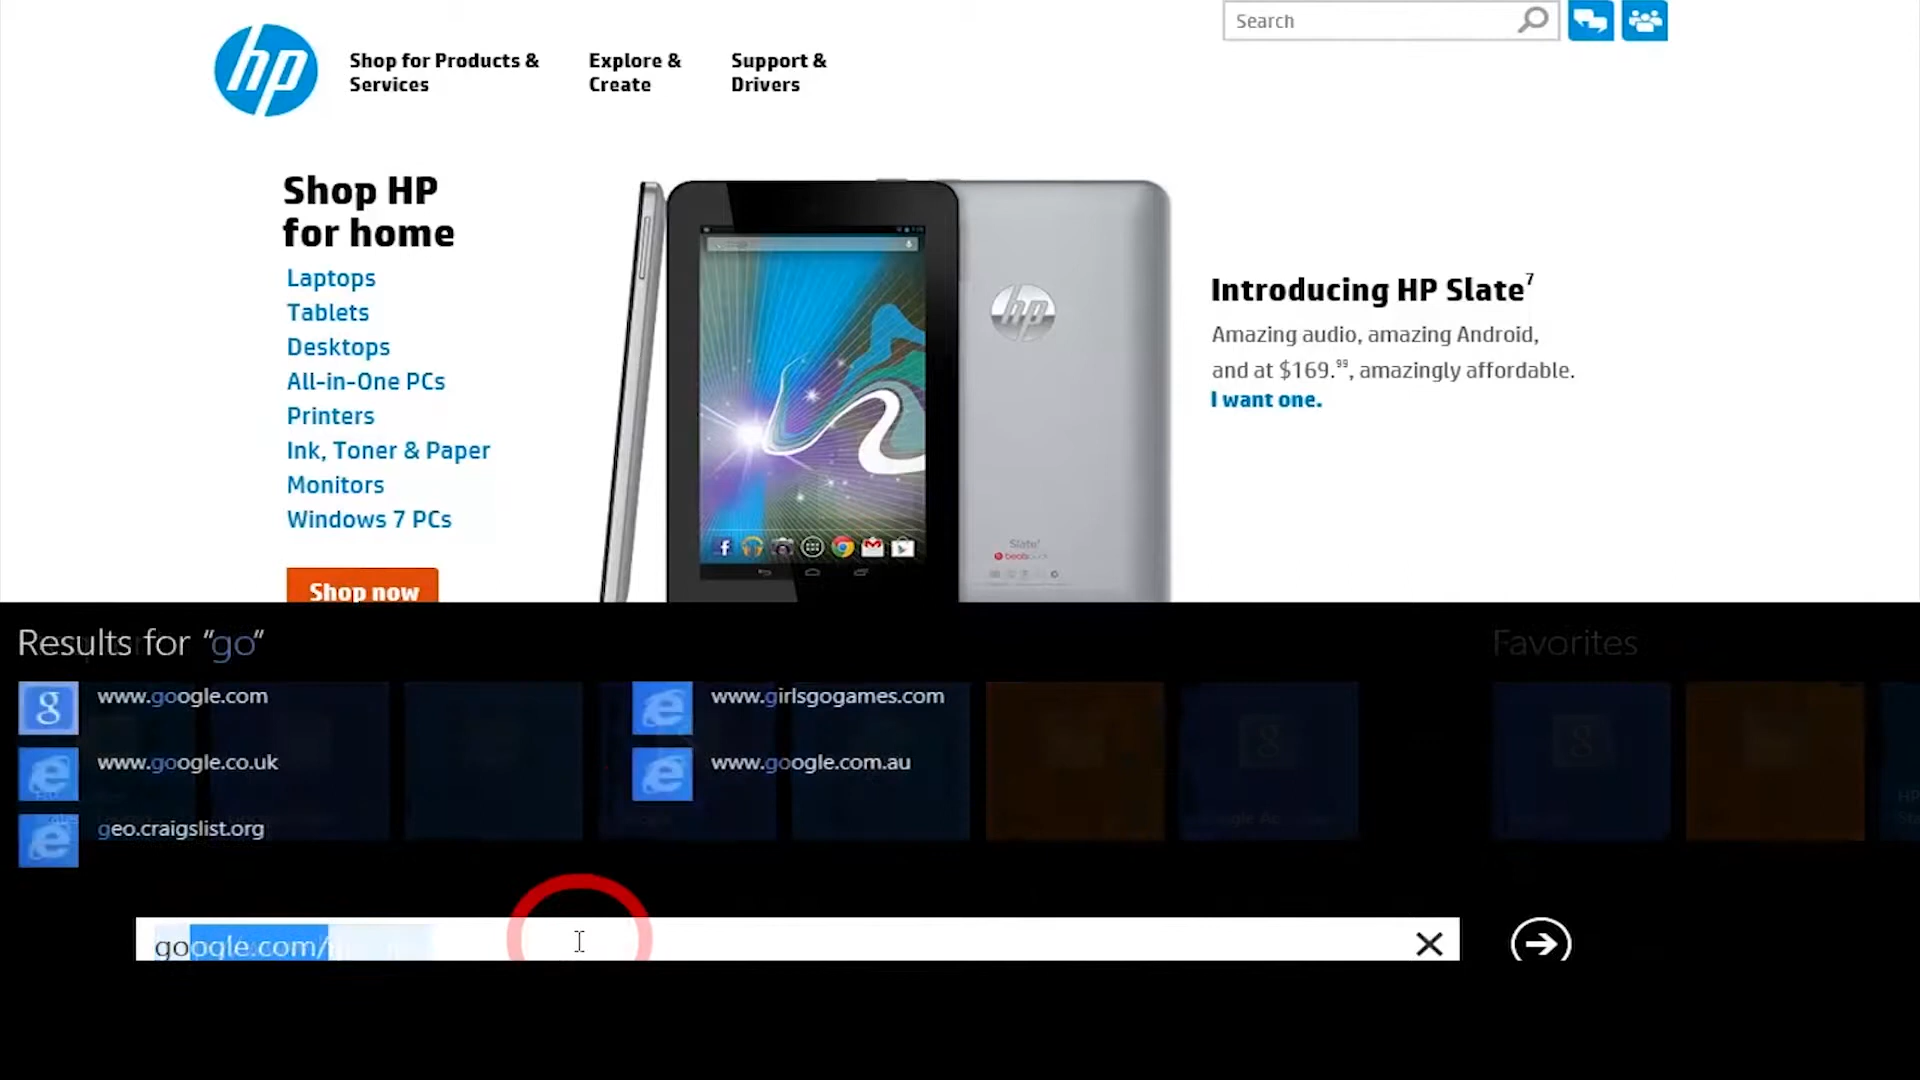 hp
Shop for Products &
Services
Explore &
Create
Support &
Drivers
Search
Shop HP
for home
Laptops
Tablets
Desktops
All-in-One PCs
Printers
Ink, Toner & Paper
Monitors
Windows 7 PCs
Shop now
hp
Slate7
Introducing HP Slate7
Amazing audio, amazing Android,
and at $169.99, amazingly affordable.
I want one.
Results for "go"
Favorites
www.google.com
www.girlsgogames.com
www.google.co.uk
www.google.com.au
geo.craigslist.org
google.com/